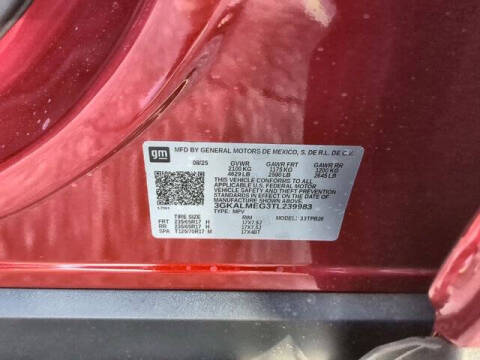 gm MFD BY GENERAL MOTORS DE MEXICO, S. DE R.L. DE C.V.
08/25 GVWR GAWR FRT GAWR RR
2100 KG 1175 KG 1200 KG
4629 LB 2590 LB 2645 LB
THIS VEHICLE CONFORMS TO ALL APPLICABLE
U.S. FEDERAL MOTOR
VEHICLE SAFETY AND THEFT PREVENTION
STANDARDS IN EFFECT ON THE DATE OF
MANUFACTURE SHOWN ABOVE.
3GKALMEG3TL239983
TYPE: MPV
TIRE SIZE RIM MODEL: 
FRT 235/65R17 H 17X7.5J
RR 235/65R17 H 17X7.5J
SPA T125/70R17 M 17X4BT